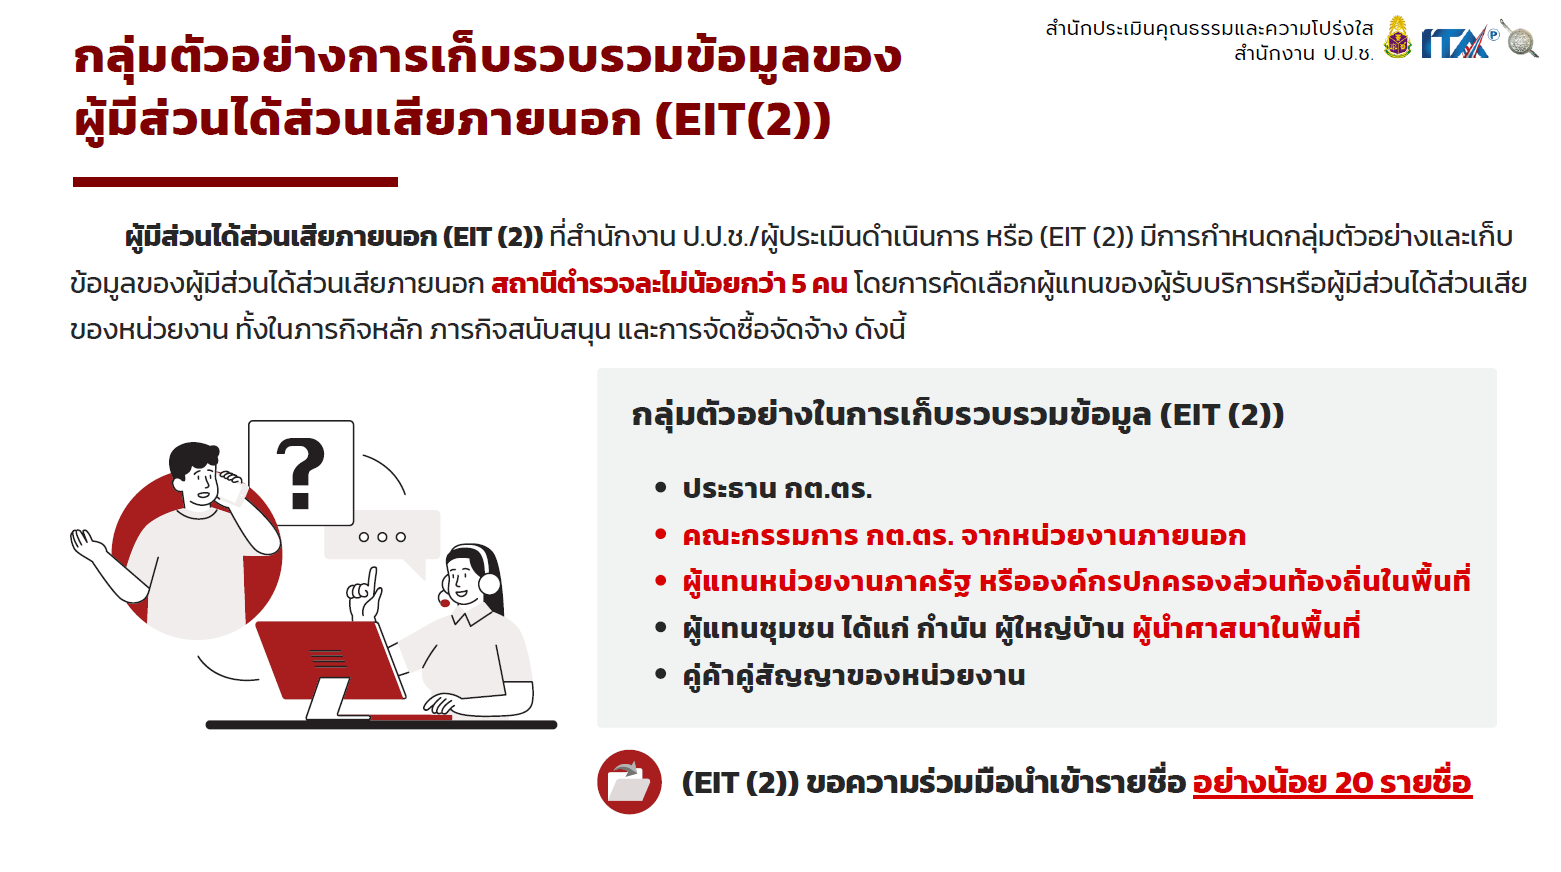 สำนักประเมินคุณธรรมและความโปร่งใส
สำนักงาน ป.ป.ช.
ITA P
กลุ่มตัวอย่างการเก็บรวบรวมข้อมูลของ
ผู้มีส่วนได้ส่วนเสียภายนอก (EIT(2))
ผู้มีส่วนได้ส่วนเสียภายนอก (EIT (2)) ที่สำนักงาน ป.ป.ช./ผู้ประเมินดำเนินการ หรือ (EIT (2)) มีการกำหนดกลุ่มตัวอย่างและเก็บ
ข้อมูลของผู้มีส่วนได้ส่วนเสียภายนอก สถานีตำรวจละไม่น้อยกว่า 5 คน โดยการคัดเลือกผู้แทนของผู้รับบริการหรือผู้มีส่วนได้ส่วนเสีย
ของหน่วยงาน ทั้งในภารกิจหลัก ภารกิจสนับสนุน และการจัดซื้อจัดจ้าง ดังนี้
?
กลุ่มตัวอย่างในการเก็บรวบรวมข้อมูล (EIT (2))
• ประธาน กต.ตร.
• คณะกรรมการ กต.ตร. จากหน่วยงานภายนอก
• ผู้แทนหน่วยงานภาครัฐ หรือองค์กรปกครองส่วนท้องถิ่นในพื้นที่
• ผู้แทนชุมชน ได้แก่ กำนัน ผู้ใหญ่บ้าน ผู้นำศาสนาในพื้นที่
• คู่ค้าคู่สัญญาของหน่วยงาน
(EIT (2)) ขอความร่วมมือนำเข้ารายชื่อ อย่างน้อย 20 รายชื่อ